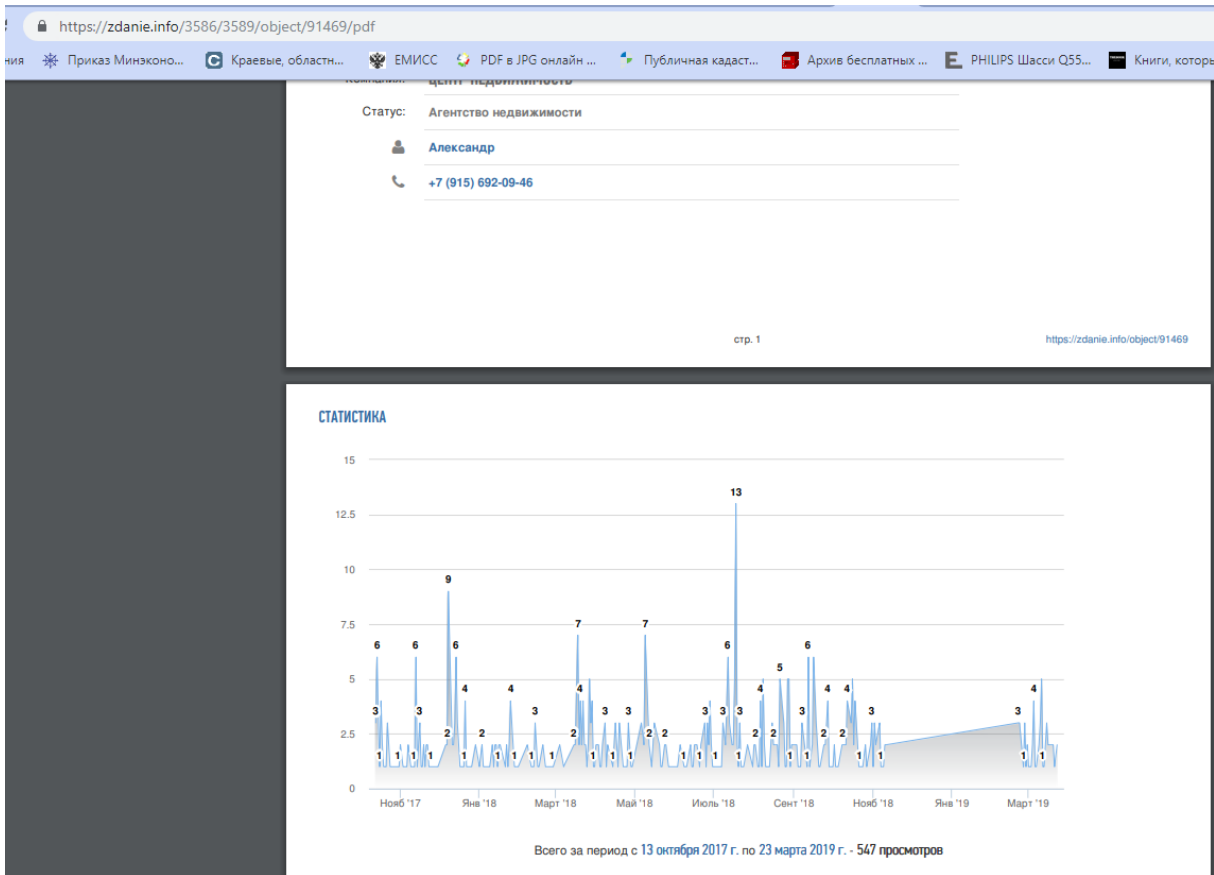 https://zdanie.info/3586/3589/object/91469/pdf
ния Приказ Минэконо... Краевые, областн... ЕМИСС PDF в JPG онлайн ... Публичная кадаст... Архив бесплатных ... PHILIPS Шасси Q55... Книги, которы
Компания: ЦЕНТР НЕДВИЖИМОСТЬ
Статус: Агентство недвижимости
Александр
+7 (915) 692-09-46
стр. 1 https://zdanie.info/object/91469
СТАТИСТИКА
15
13
12.5
10
9
7.5
7 7
6 6 6 6 6
5
5
4 4 4 4 4 4 4
3 3 3 3 3 3 3 3 3 3 3
2.5
2 2 2 2 2 2 2 2 2
1 1 1 1 1 1 1 1 1 1 1 1 1 1 1 1 1 1 1
0
Нояб '17 Янв '18 Март '18 Май '18 Июль '18 Сент '18 Нояб '18 Янв '19 Март '19
Всего за период с 13 октября 2017 г. по 23 марта 2019 г. - 547 просмотров